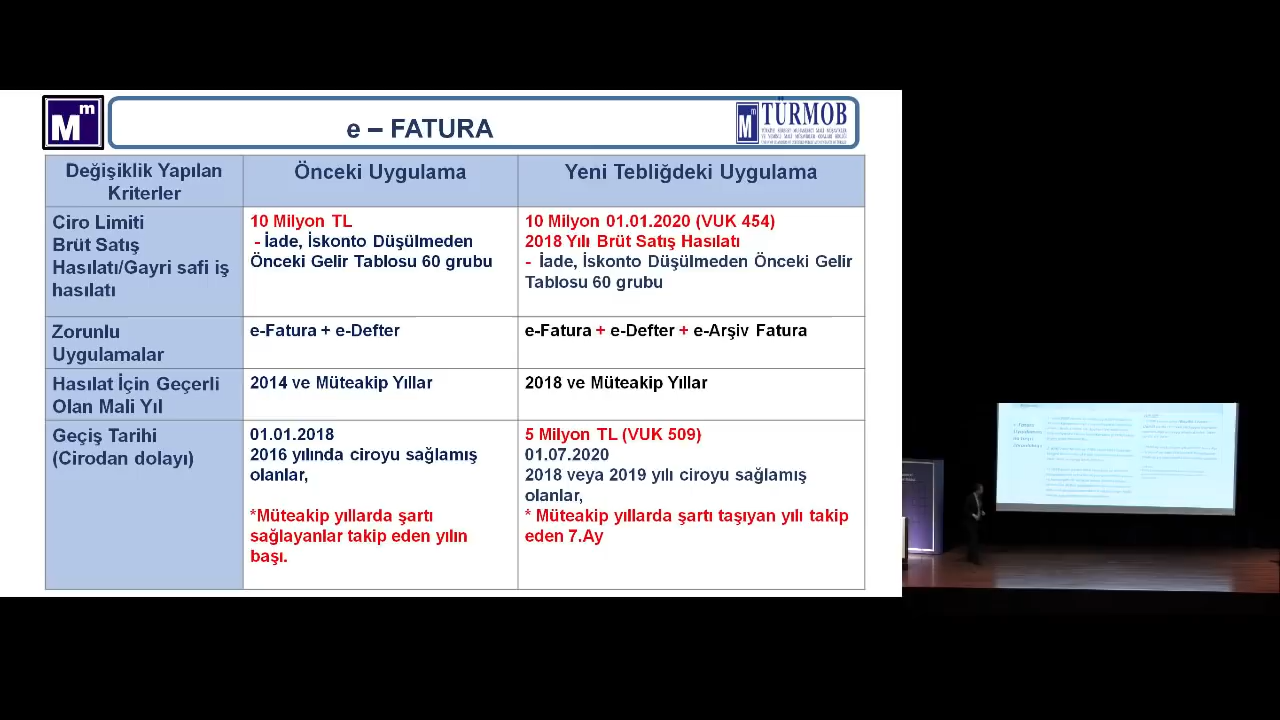 e – FATURA
TÜRMOB
Değişiklik Yapılan
Kriterler
Önceki Uygulama
Yeni Tebliğdeki Uygulama
Ciro Limiti
Brüt Satış
Hasılatı/Gayri safi iş
hasılatı
10 Milyon TL
- İade, İskonto Düşülmeden
Önceki Gelir Tablosu 60 grubu
10 Milyon 01.01.2020 (VUK 454)
2018 Yılı Brüt Satış Hasılatı
- İade, İskonto Düşülmeden Önceki Gelir
Tablosu 60 grubu
Zorunlu
Uygulamalar
e-Fatura + e-Defter
e-Fatura + e-Defter + e-Arşiv Fatura
Hasılat İçin Geçerli
Olan Mali Yıl
2014 ve Müteakip Yıllar
2018 ve Müteakip Yıllar
Geçiş Tarihi
(Cirodan dolayı)
01.01.2018
2016 yılında ciroyu sağlamış
olanlar,
*Müteakip yıllarda şartı
sağlayanlar takip eden yılın
başı.
5 Milyon TL (VUK 509)
01.07.2020
2018 veya 2019 yılı ciroyu sağlamış
olanlar,
* Müteakip yıllarda şartı taşıyan yılı takip
eden 7.Ay